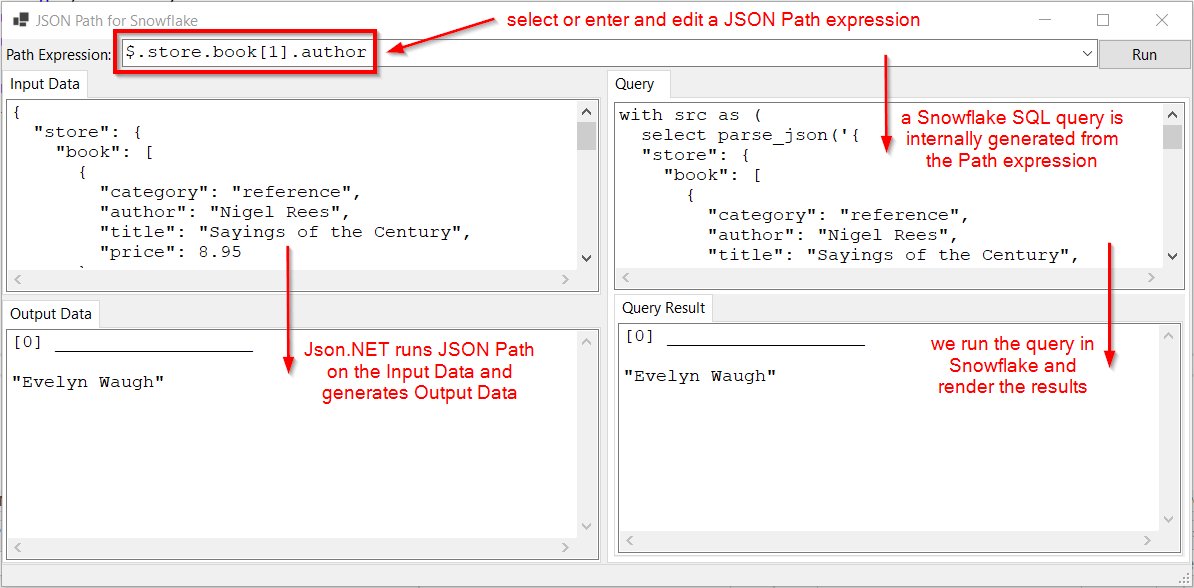 JSON Path for Snowflake
select or enter and edit a JSON Path expression
Path Expression: $.store.book[1].author
Run
Input Data
{
"store": {
"book": [
{
"category": "reference",
"author": "Nigel Rees",
"title": "Sayings of the Century",
"price": 8.95
Query
with src as (
select parse_json('{
"store": {
"book": [
{
"category": "reference",
"author": "Nigel Rees",
"title": "Sayings of the Century",
a Snowflake SQL query is
internally generated from
the Path expression
Output Data
[0] ___________________
"Evelyn Waugh"
Json.NET runs JSON Path
on the Input Data and
generates Output Data
Query Result
[0] ___________________
"Evelyn Waugh"
we run the query in
Snowflake and
render the results